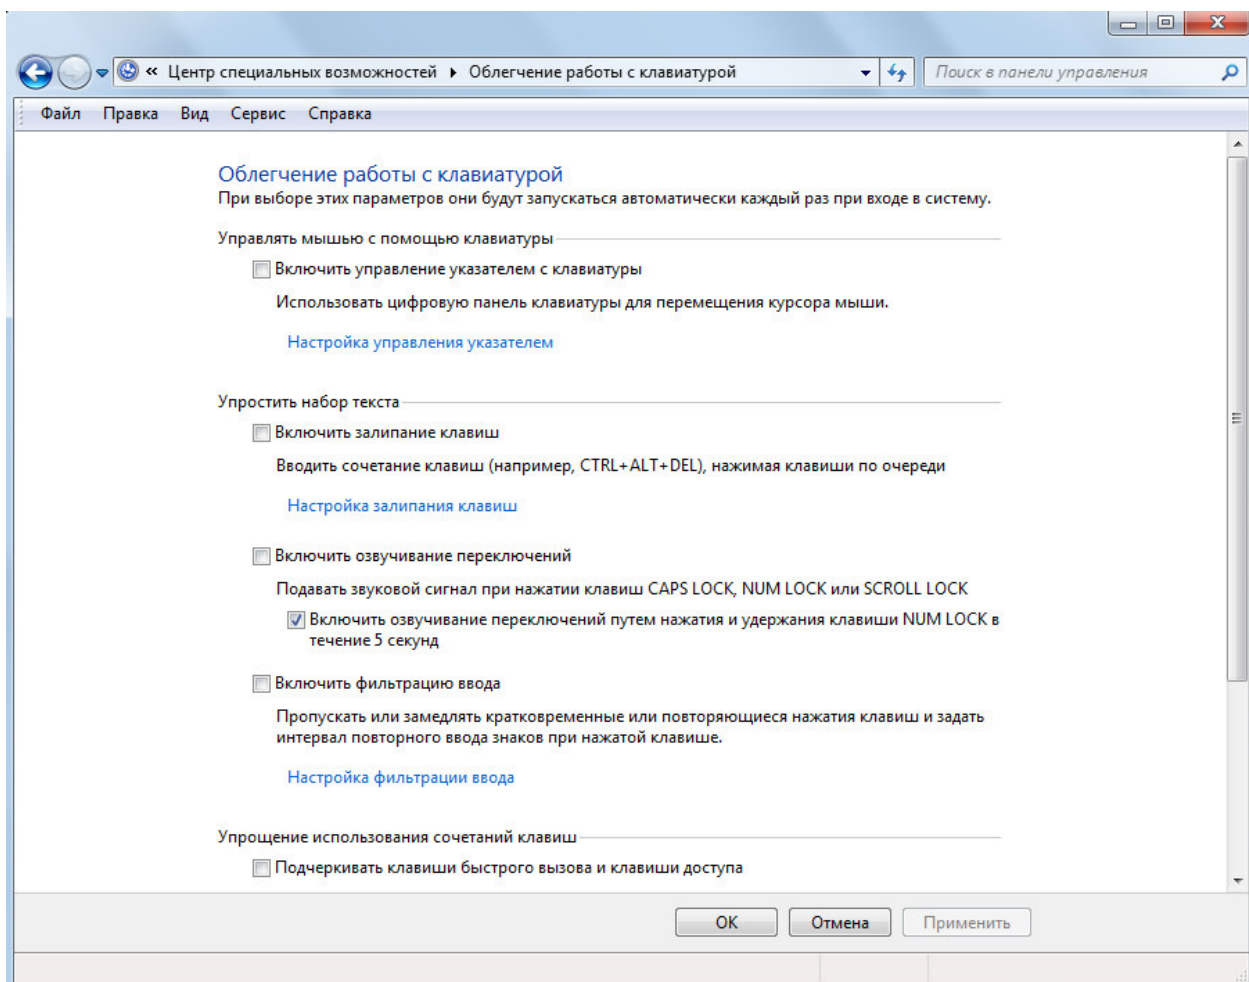 « Центр специальных возможностей ▸ Облегчение работы с клавиатурой
Поиск в панели управления
Файл Правка Вид Сервис Справка
Облегчение работы с клавиатурой
При выборе этих параметров они будут запускаться автоматически каждый раз при входе в систему.
Управлять мышью с помощью клавиатуры
Включить управление указателем с клавиатуры
Использовать цифровую панель клавиатуры для перемещения курсора мыши.
Настройка управления указателем
Упростить набор текста
Включить залипание клавиш
Вводить сочетание клавиш (например, CTRL+ALT+DEL), нажимая клавиши по очереди
Настройка залипания клавиш
Включить озвучивание переключений
Подавать звуковой сигнал при нажатии клавиш CAPS LOCK, NUM LOCK или SCROLL LOCK
Включить озвучивание переключений путем нажатия и удержания клавиши NUM LOCK в
течение 5 секунд
Включить фильтрацию ввода
Пропускать или замедлять кратковременные или повторяющиеся нажатия клавиш и задать
интервал повторного ввода знаков при нажатой клавише.
Настройка фильтрации ввода
Упрощение использования сочетаний клавиш
Подчеркивать клавиши быстрого вызова и клавиши доступа
ОК Отмена Применить